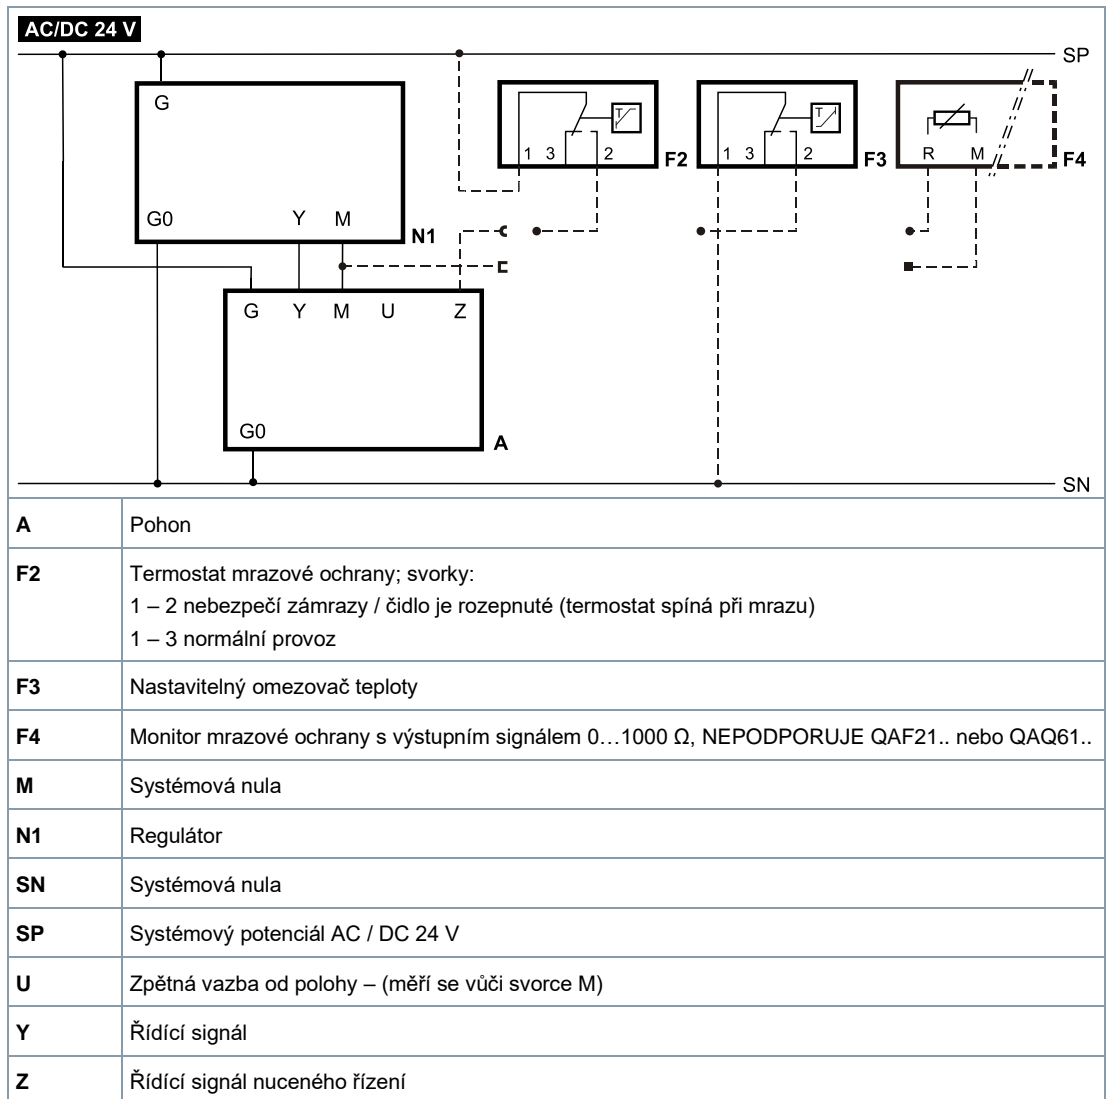 AC/DC 24 V
SP
G
G0 Y M
N1
1 3 2
F2
1 3 2
F3
R M
F4
G Y M U Z
G0
A
SN
A Pohon
F2 Termostat mrazové ochrany; svorky:
1 – 2 nebezpečí zámrazy / čidlo je rozepnuté (termostat spíná při mrazu)
1 – 3 normální provoz
F3 Nastavitelný omezovač teploty
F4 Monitor mrazové ochrany s výstupním signálem 0…1000 Ω, NEPODPORUJE QAF21.. nebo QAQ61..
M Systémová nula
N1 Regulátor
SN Systémová nula
SP Systémový potenciál AC / DC 24 V
U Zpětná vazba od polohy – (měří se vůči svorce M)
Y Řídící signál
Z Řídící signál nuceného řízení